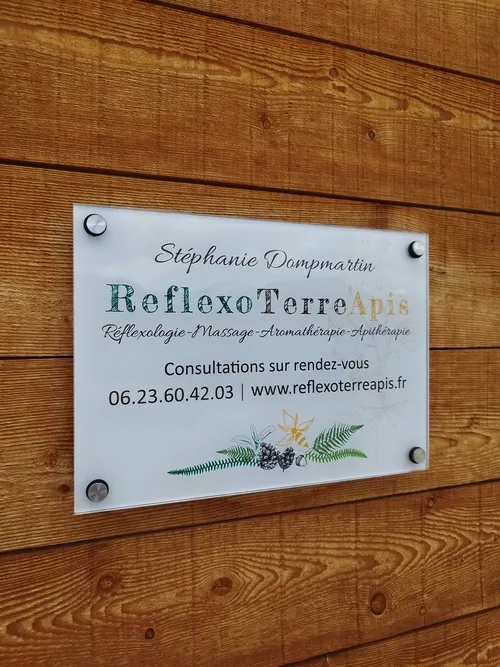 Stéphanie Dompmartin
ReflexoTerreApis
Réflexologie-Massage-Aromathérapie-Apithérapie
Consultations sur rendez-vous
06.23.60.42.03 | www.reflexoterreapis.fr